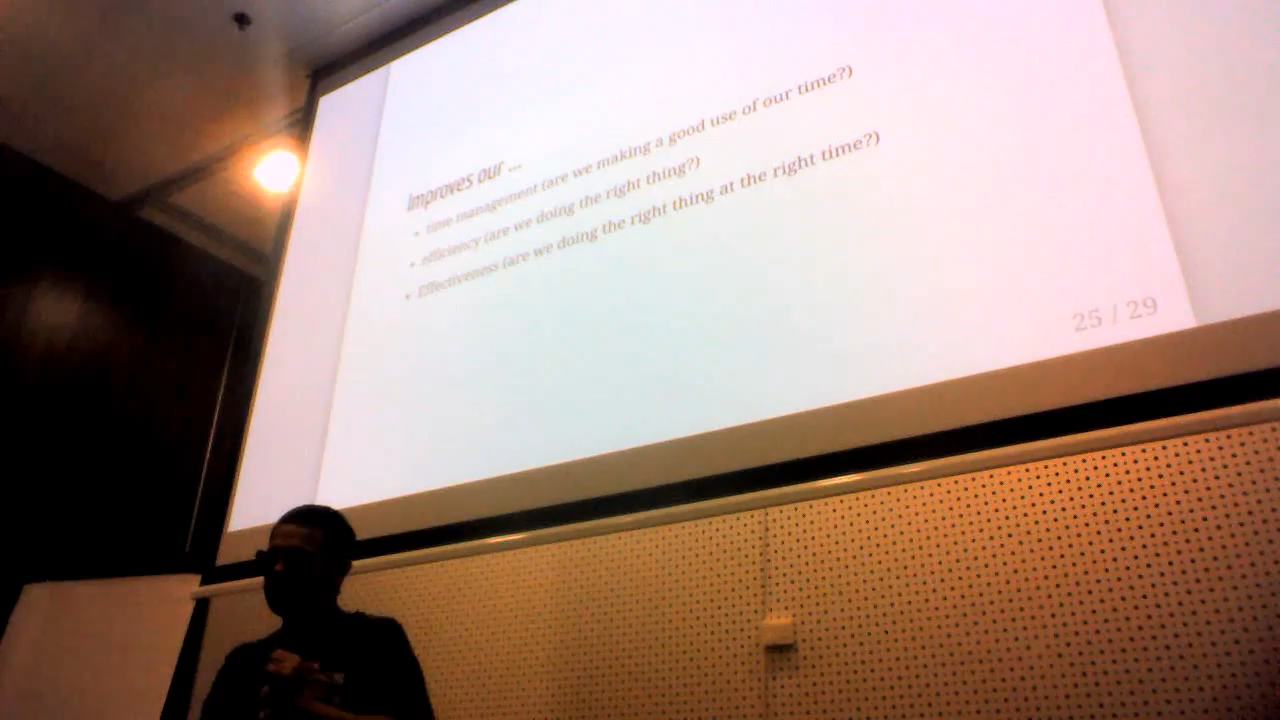 Improves our ...
• time management (are we making a good use of our time?)
• efficiency (are we doing the right thing?)
• Effectiveness (are we doing the right thing at the right time?)
25 / 29